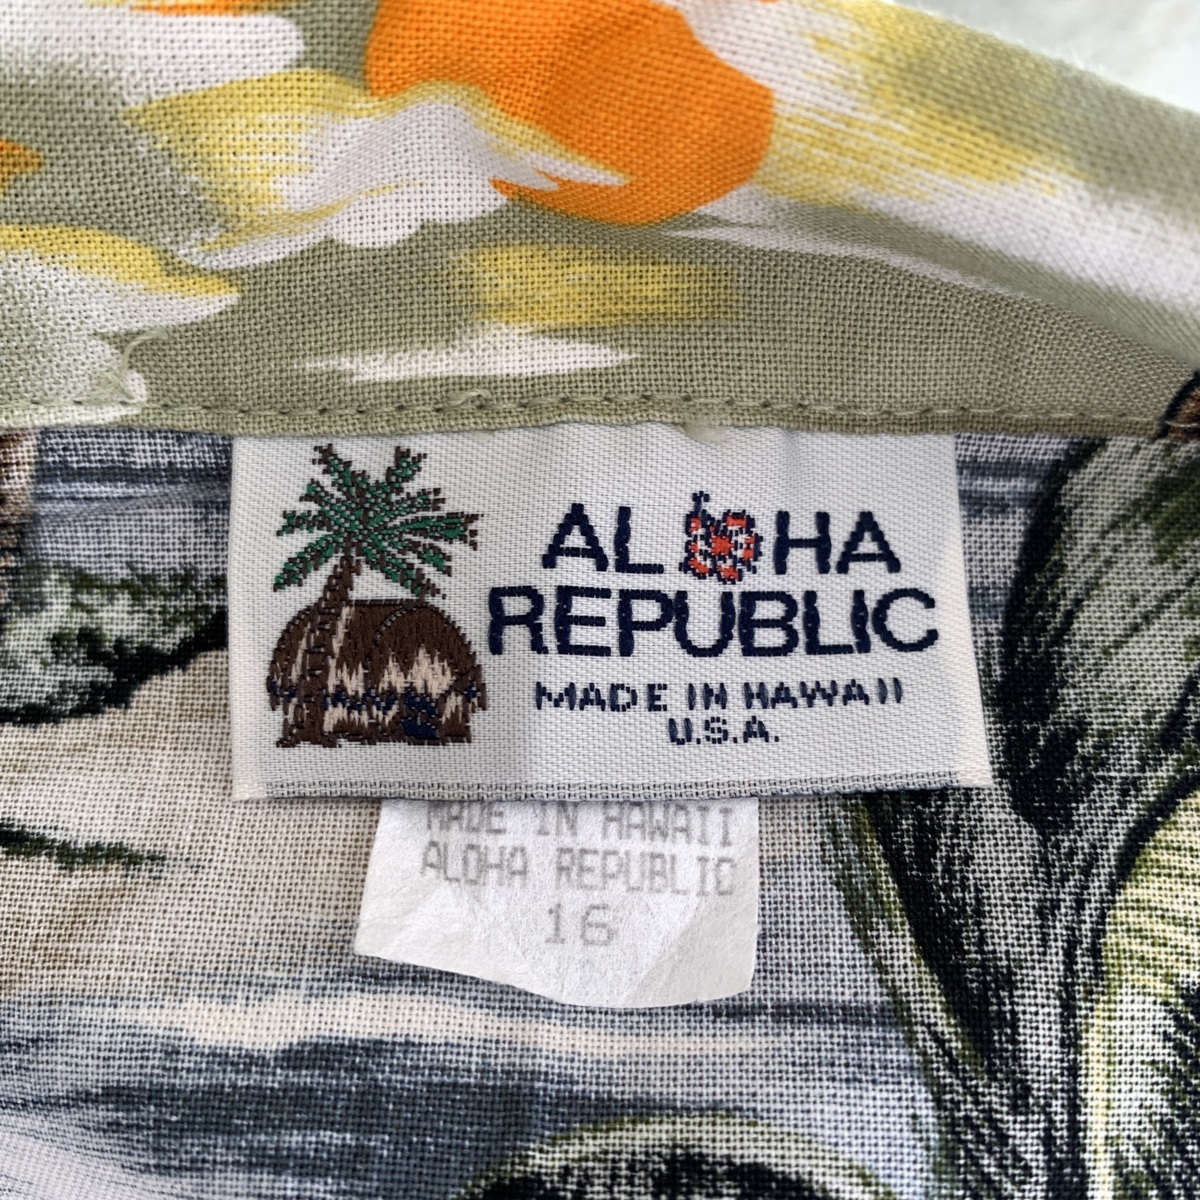 ALOHA
REPUBLIC
MADE IN HAWAII
U.S.A.
MADE IN HAWAII
ALOHA REPUBLIC
16